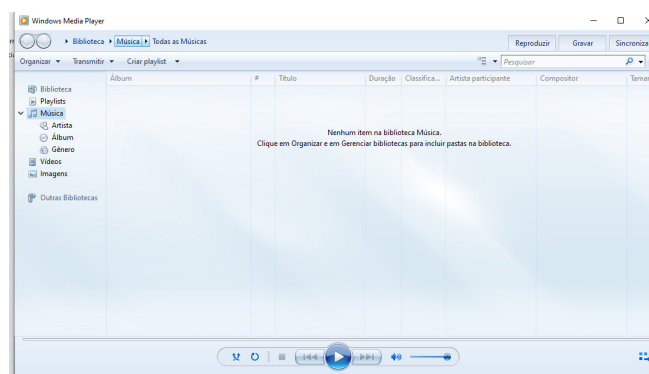 Windows Media Player
Biblioteca Música Todas as Músicas
Reproduzir Gravar Sincroniza
Organizar Transmitir Criar playlist Pesquisar
Álbum # Título Duração Classifica... Artista participante Compositor Tamar
Biblioteca
Playlists
Música
Artista
Álbum
Gênero
Vídeos
Imagens
Outras Bibliotecas
Nenhum item na biblioteca Música.
Clique em Organizar e em Gerenciar bibliotecas para incluir pastas na biblioteca.